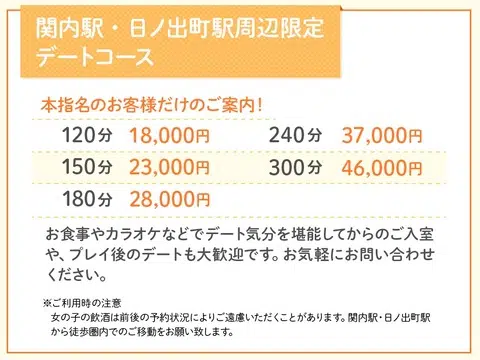 関内駅・日ノ出町駅周辺限定
デートコース
本指名のお客様だけのご案内！
120分 18,000円 240分 37,000円
150分 23,000円 300分 46,000円
180分 28,000円
お食事やカラオケなどでデート気分を堪能してからのご入室
や、プレイ後のデートも大歓迎です。お気軽にお問い合わせ
ください。
※ご利用時の注意
女の子の飲酒は前後の予約状況によりご遠慮いただくことがあります。関内駅・日ノ出町駅
から徒歩圏内でのご移動をお願い致します。